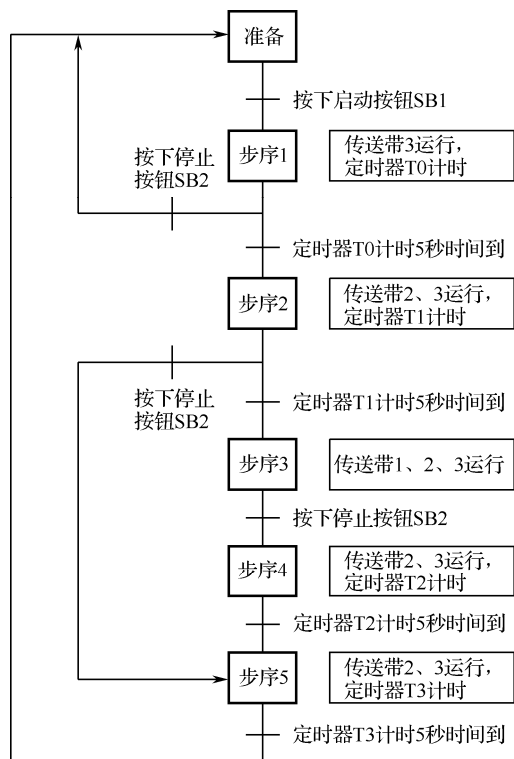 准备
按下启动按钮SB1
步序1
传送带3运行，
定时器T0计时
按下停止
按钮SB2
定时器T0计时5秒时间到
步序2
传送带2、3运行，
定时器T1计时
按下停止
按钮SB2
定时器T1计时5秒时间到
步序3
传送带1、2、3运行
按下停止按钮SB2
步序4
传送带2、3运行，
定时器T2计时
定时器T2计时5秒时间到
步序5
传送带2、3运行，
定时器T3计时
定时器T3计时5秒时间到